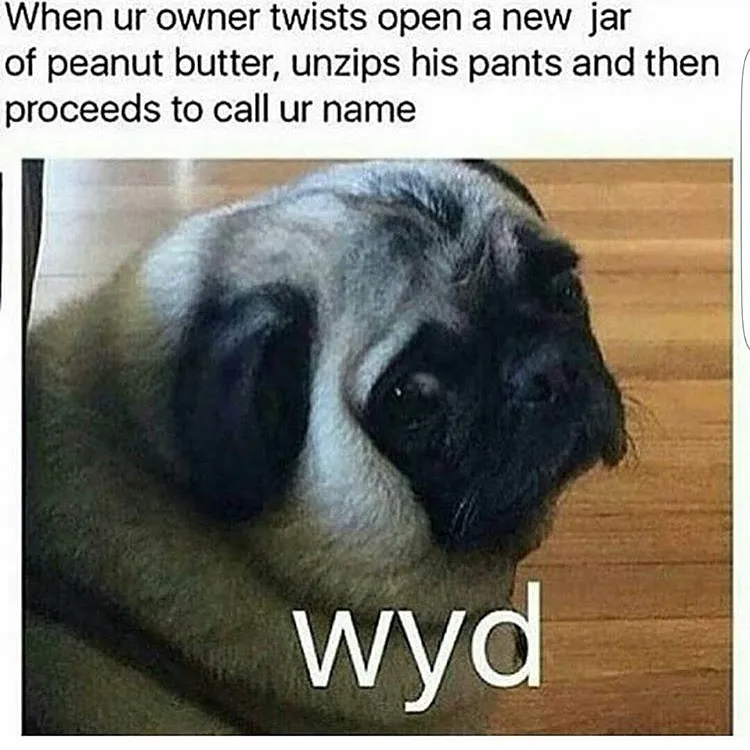 When ur owner twists open a new jar
of peanut butter, unzips his pants and then
proceeds to call ur name
wyd